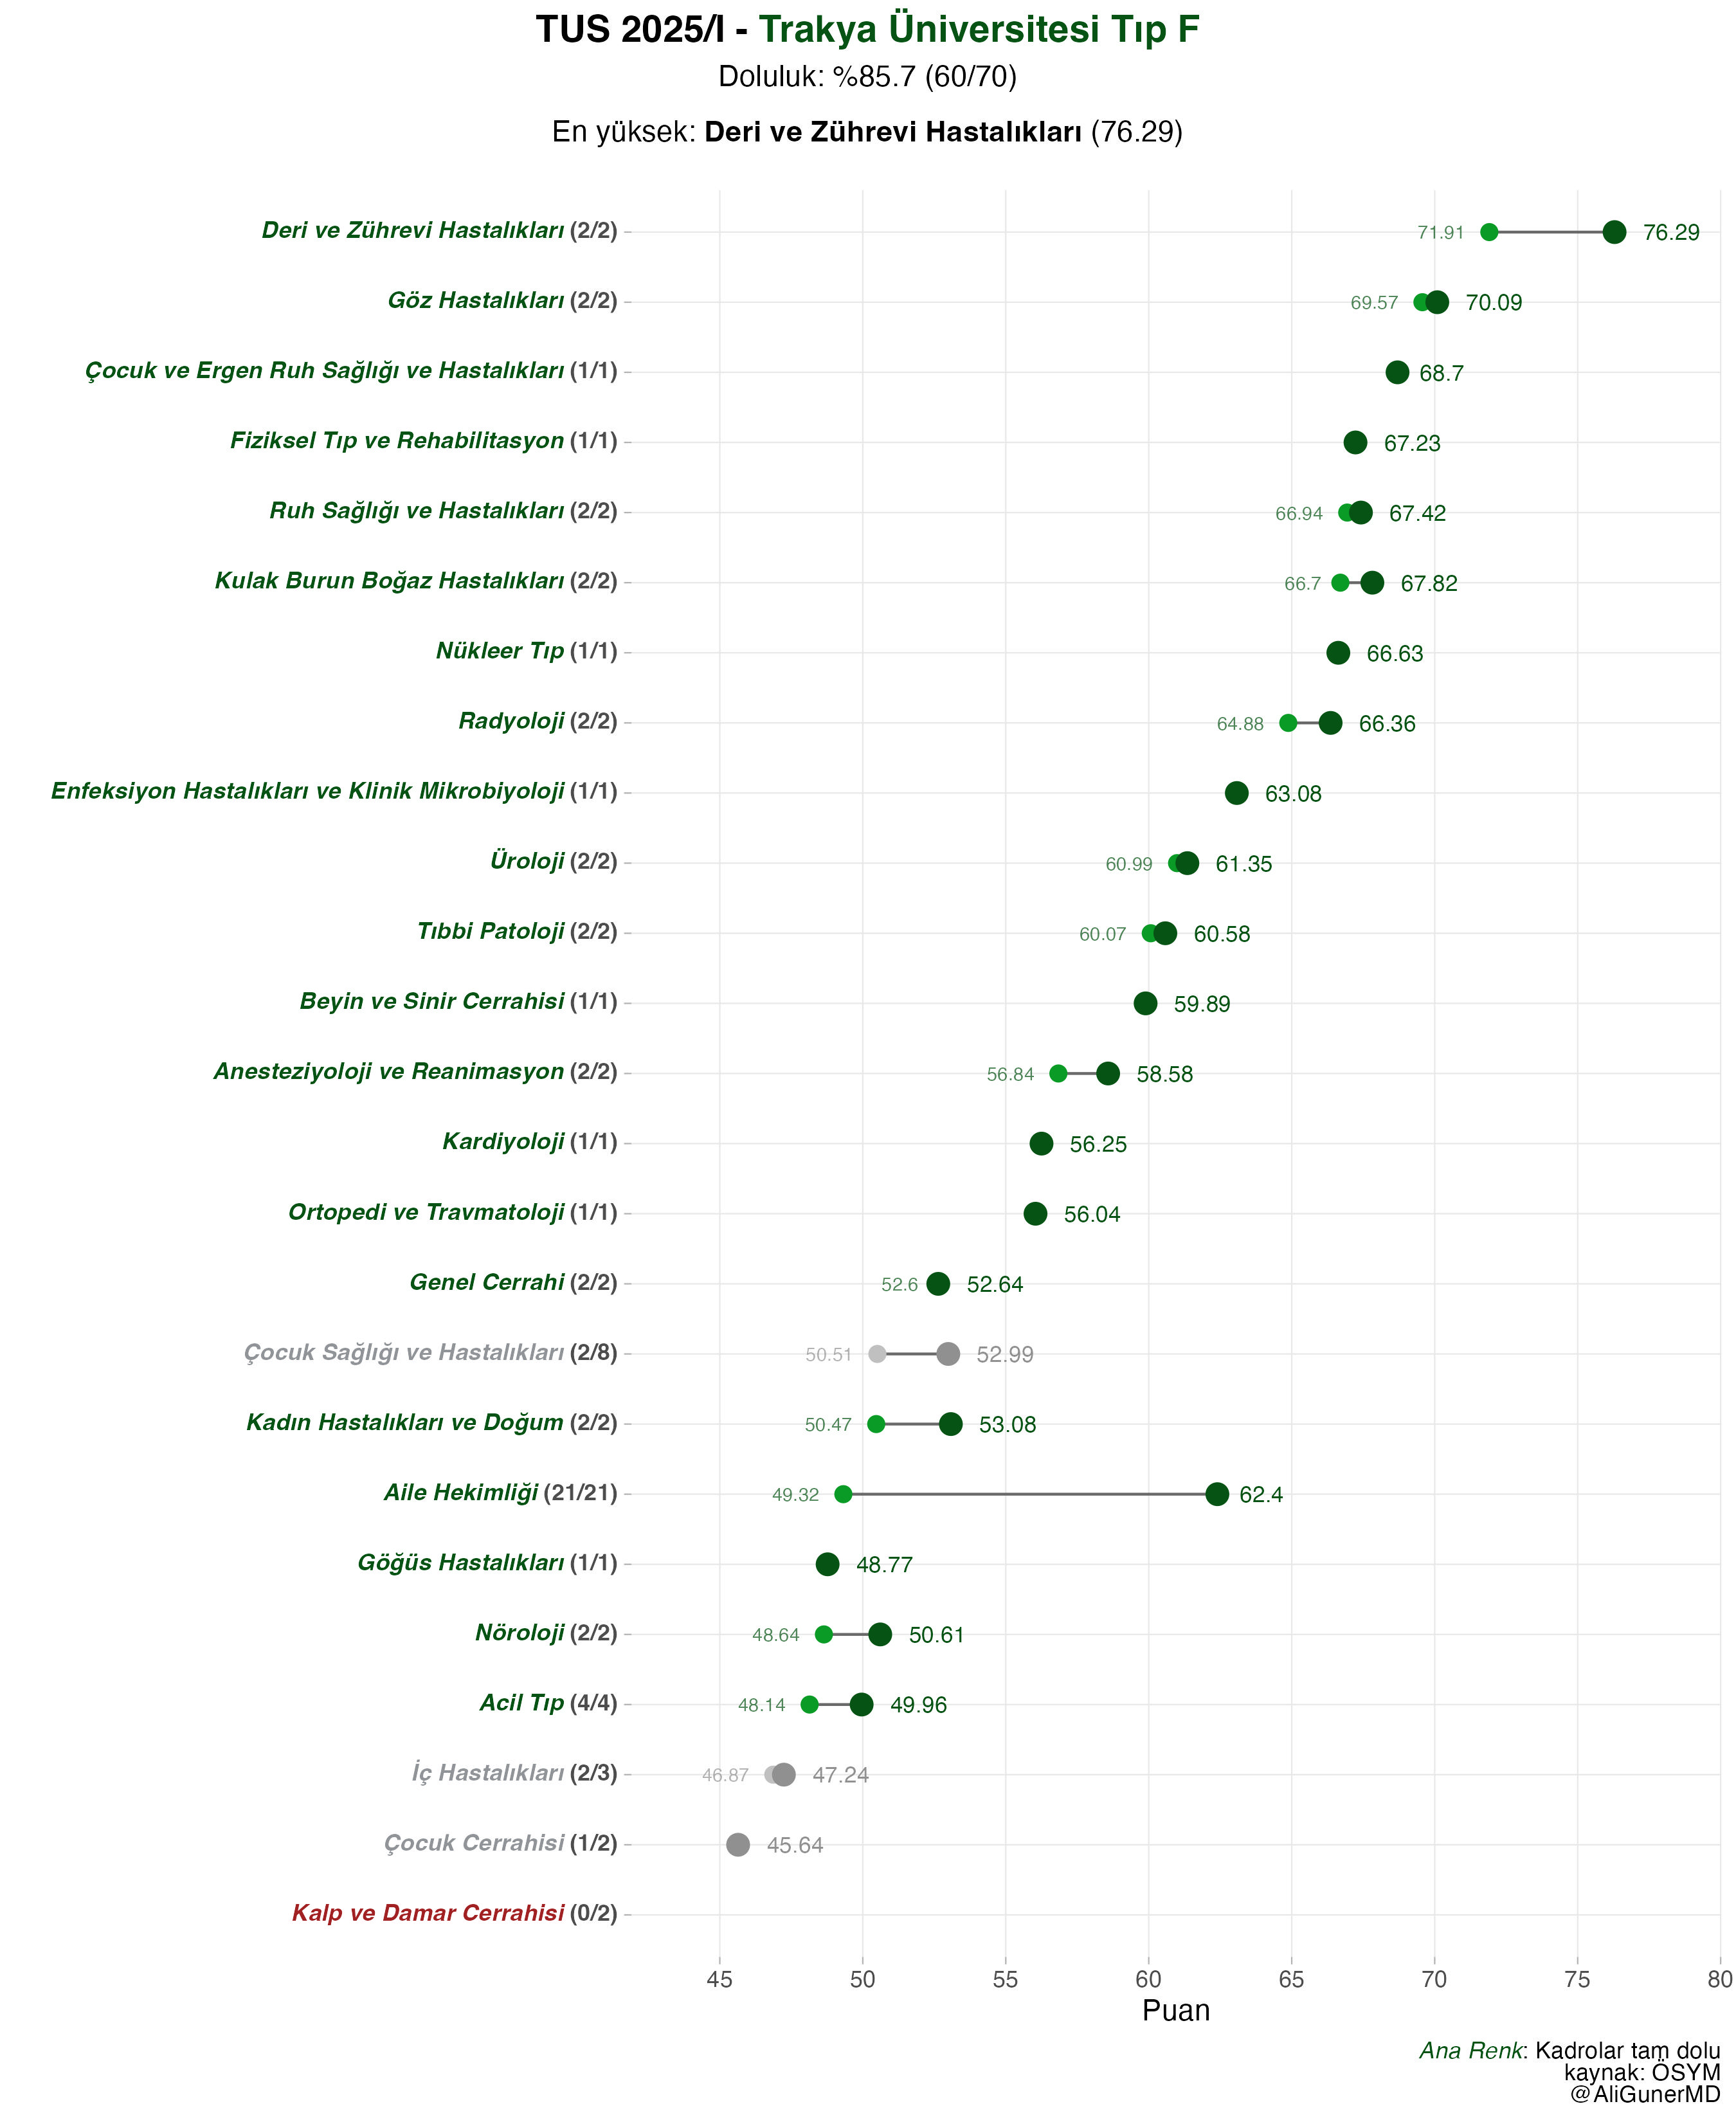 TUS 2025/I - Trakya Üniversitesi Tıp F
Doluluk: %85.7 (60/70)
En yüksek: Deri ve Zührevi Hastalıkları (76.29)
Deri ve Zührevi Hastalıkları (2/2) 71.91 76.29
Göz Hastalıkları (2/2) 69.57 70.09
Çocuk ve Ergen Ruh Sağlığı ve Hastalıkları (1/1) 68.7
Fiziksel Tıp ve Rehabilitasyon (1/1) 67.23
Ruh Sağlığı ve Hastalıkları (2/2) 66.94 67.42
Kulak Burun Boğaz Hastalıkları (2/2) 66.7 67.82
Nükleer Tıp (1/1) 66.63
Radyoloji (2/2) 64.88 66.36
Enfeksiyon Hastalıkları ve Klinik Mikrobiyoloji (1/1) 63.08
Üroloji (2/2) 60.99 61.35
Tıbbi Patoloji (2/2) 60.07 60.58
Beyin ve Sinir Cerrahisi (1/1) 59.89
Anesteziyoloji ve Reanimasyon (2/2) 56.84 58.58
Kardiyoloji (1/1) 56.25
Ortopedi ve Travmatoloji (1/1) 56.04
Genel Cerrahi (2/2) 52.6 52.64
Çocuk Sağlığı ve Hastalıkları (2/8) 50.51 52.99
Kadın Hastalıkları ve Doğum (2/2) 50.47 53.08
Aile Hekimliği (21/21) 49.32 62.4
Göğüs Hastalıkları (1/1) 48.77
Nöroloji (2/2) 48.64 50.61
Acil Tıp (4/4) 48.14 49.96
İç Hastalıkları (2/3) 46.87 47.24
Çocuk Cerrahisi (1/2) 45.64
Kalp ve Damar Cerrahisi (0/2)
45 50 55 60 65 70 75 80
Puan
Ana Renk: Kadrolar tam dolu
kaynak: ÖSYM
@AliGunerMD